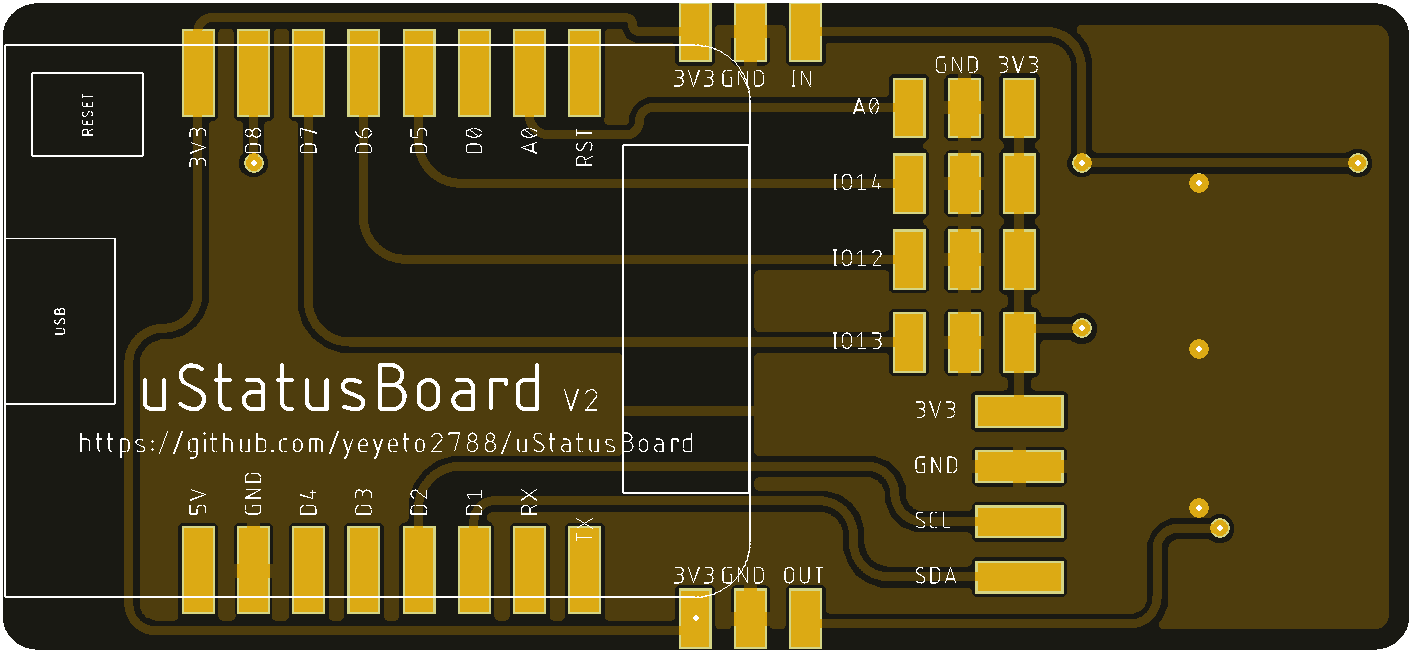 3V3 GND IN
GND 3V3
RESET
A0
3V3 D8 D7 D6 D5 D0 A0 RST
IO14
IO12
USB
IO13
uStatusBoard V2
3V3
https://github.com/yeyeto2788/uStatusBoard
GND
5V GND D4 D3 D2 D1 RX TX
SCL
3V3 GND OUT
SDA